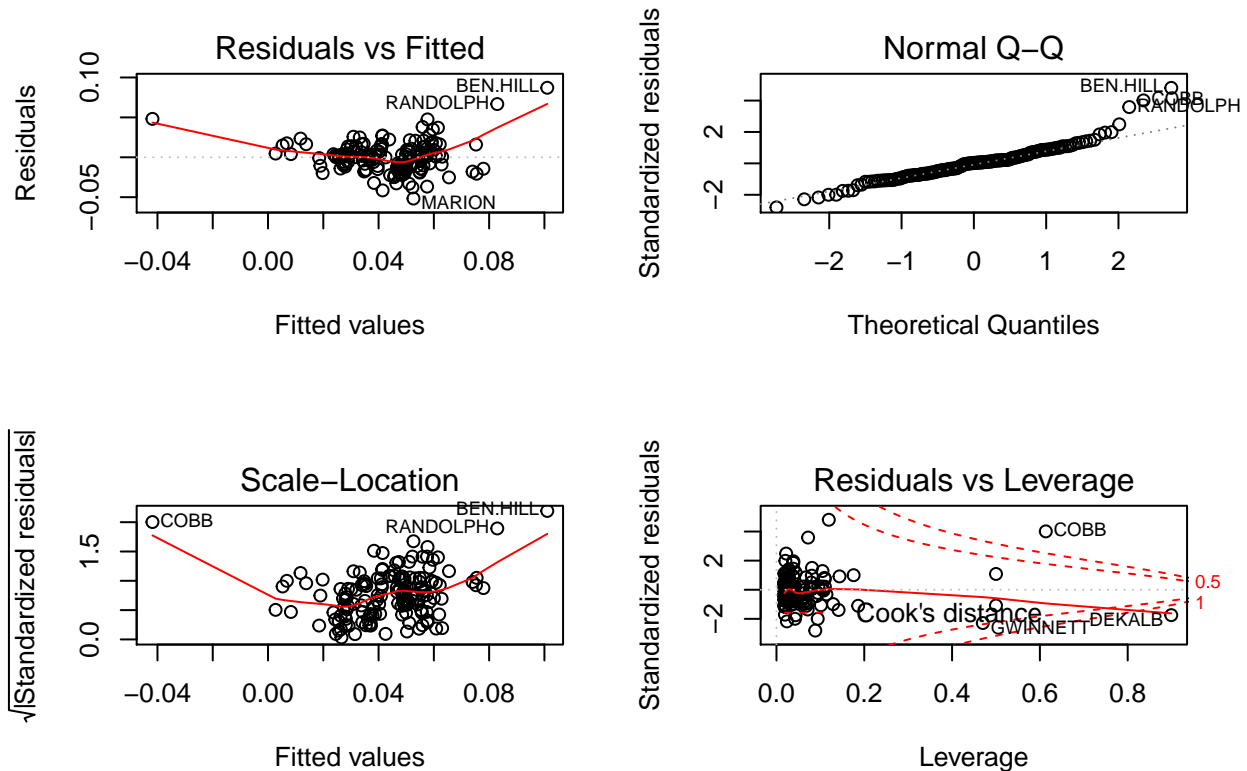 Residuals vs Fitted
Residuals
0.10
−0.05
BEN.HILL
RANDOLPH
MARION
−0.04
0.00
0.04
0.08
Fitted values
Normal Q−Q
Standardized residuals
2
−2
BEN.HILL
COBB
RANDOLPH
−2
−1
0
1
2
Theoretical Quantiles
Scale−Location
√|Standardized residuals|
1.5
0.0
COBB
BEN.HILL
RANDOLPH
−0.04
0.00
0.04
0.08
Fitted values
Residuals vs Leverage
Standardized residuals
2
−2
COBB
0.5
1
Cook's distance
GWINNETT
DEKALB
0.0
0.2
0.4
0.6
0.8
Leverage